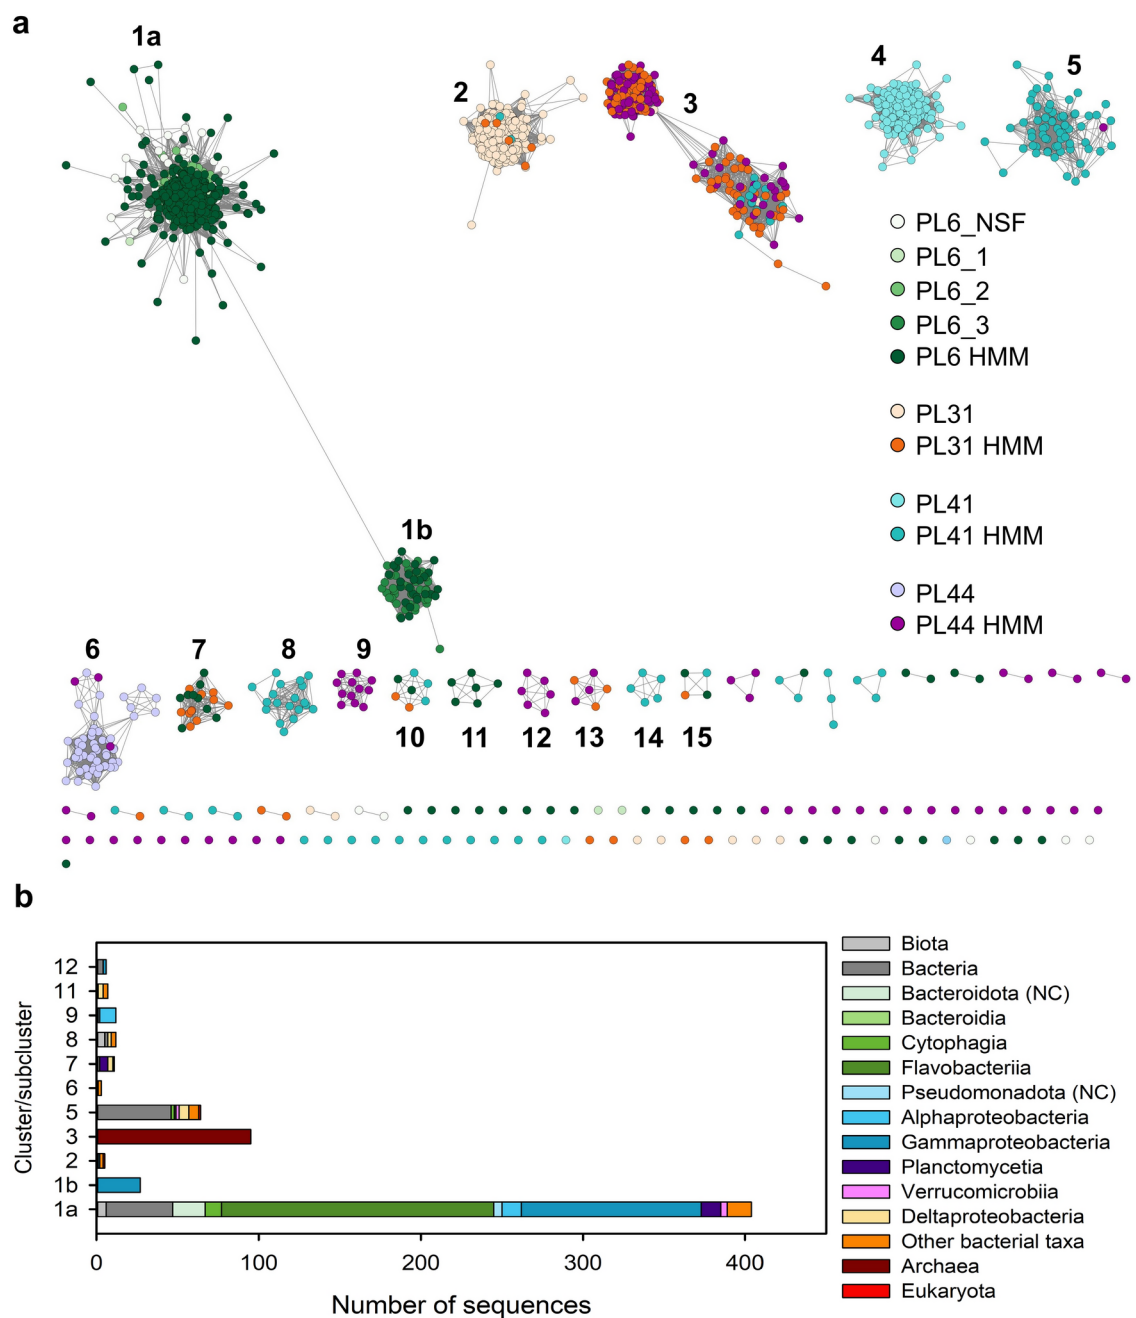 a
1a
2
3
4
5
PL6_NSF
PL6_1
PL6_2
PL6_3
PL6 HMM
PL31
PL31 HMM
PL41
PL41 HMM
PL44
PL44 HMM
1b
6
7
8
9
10
11
12
13
14
15
b
Cluster/subcluster
12
11
9
8
7
6
5
3
2
1b
1a
0
100
200
300
400
Number of sequences
Biota
Bacteria
Bacteroidota (NC)
Bacteroidia
Cytophagia
Flavobacteriia
Pseudomonadota (NC)
Alphaproteobacteria
Gammaproteobacteria
Planctomycetia
Verrucomicrobiia
Deltaproteobacteria
Other bacterial taxa
Archaea
Eukaryota